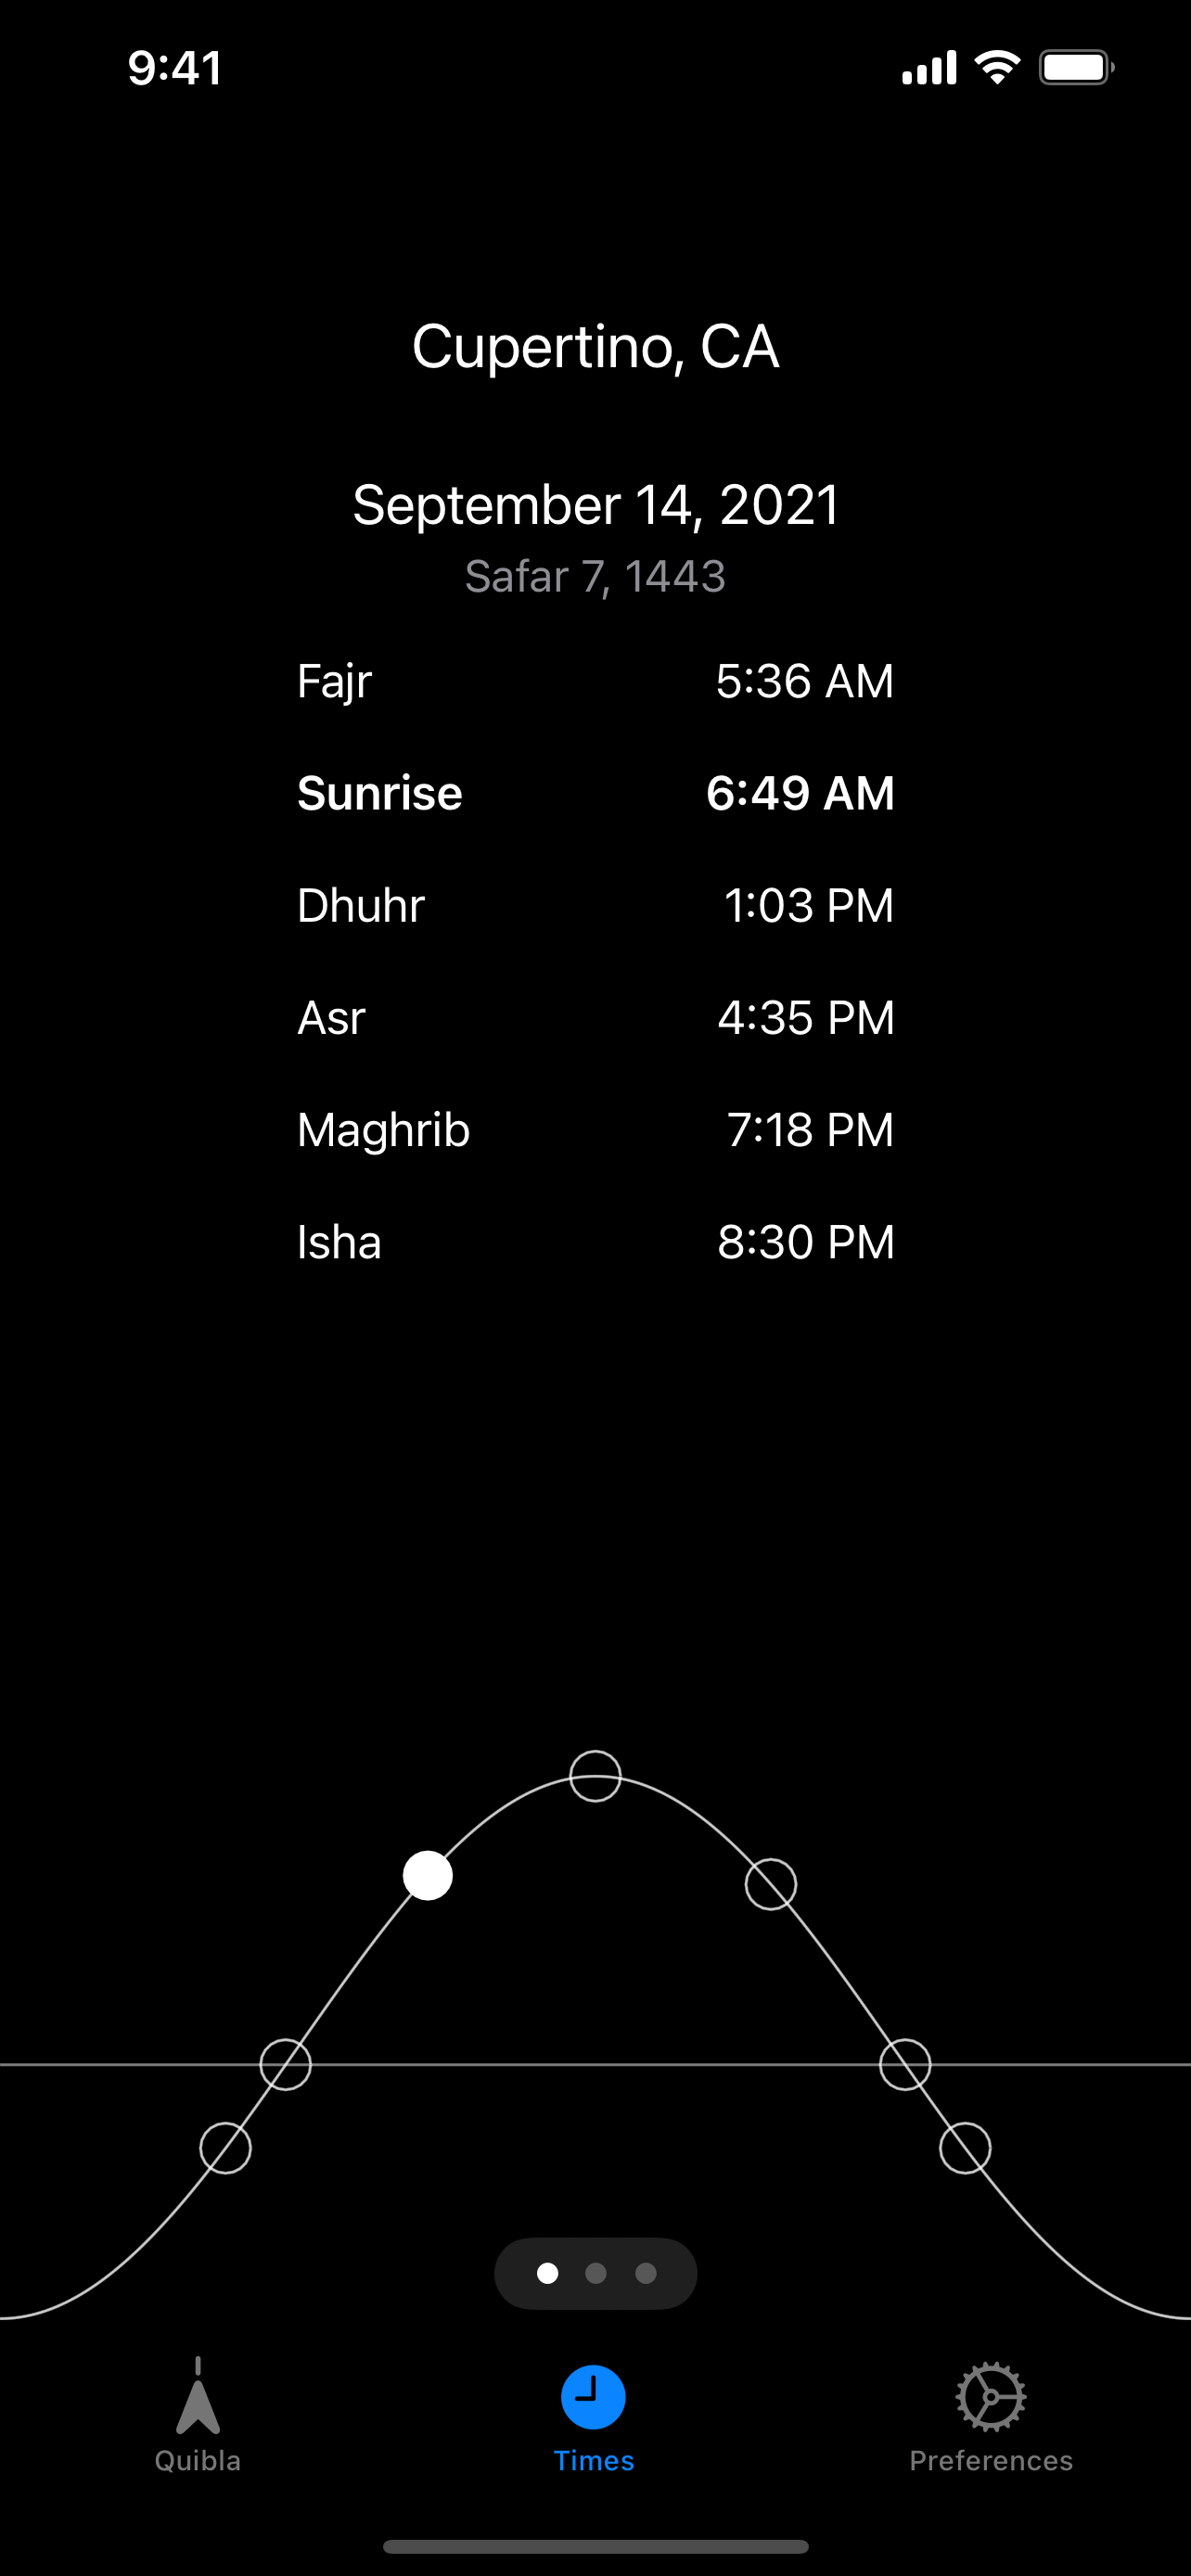 9:41
Cupertino, CA
September 14, 2021
Safar 7, 1443
Fajr 5:36 AM
Sunrise 6:49 AM
Dhuhr 1:03 PM
Asr 4:35 PM
Maghrib 7:18 PM
Isha 8:30 PM
Quibla Times Preferences